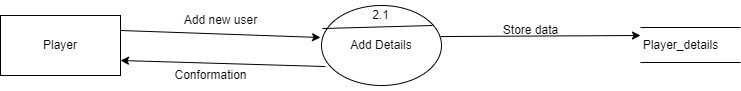 Add new user
2.1
Player
Add Details
Store data
Player_details
Conformation